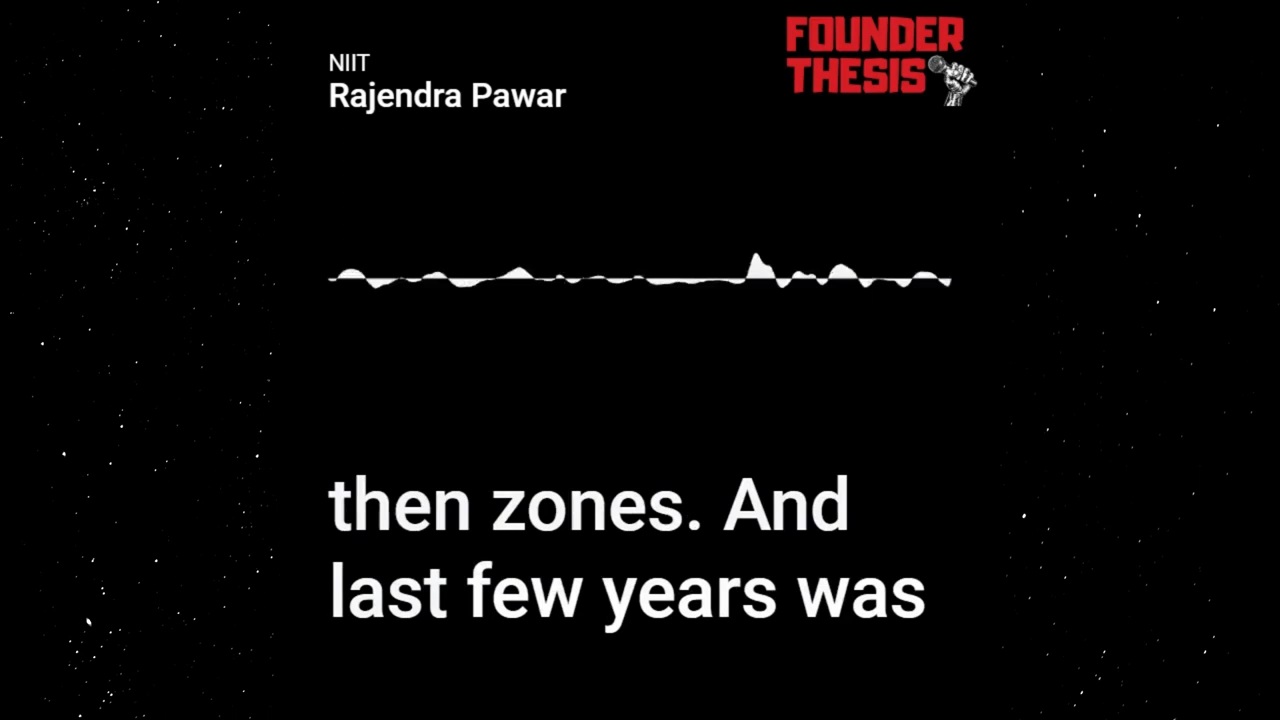 NIIT
Rajendra Pawar
FOUNDER
THESIS
then zones. And
last few years was